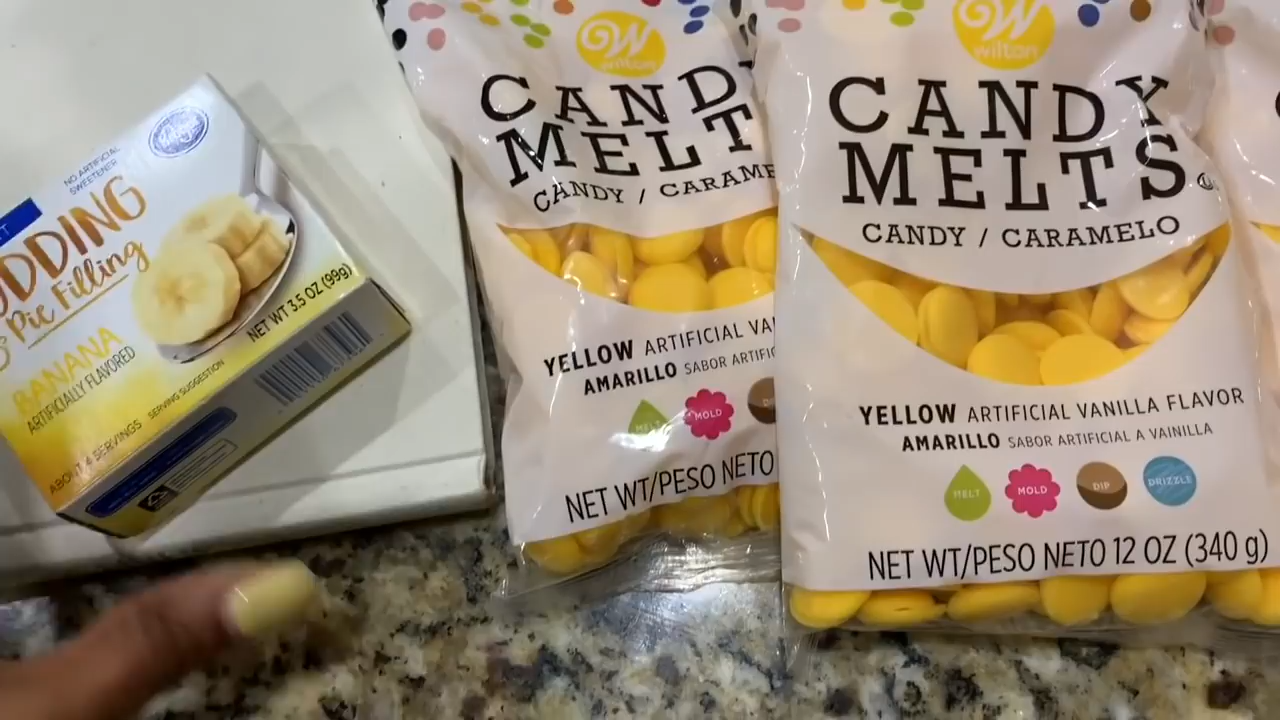 NO ARTIFICIAL
SWEETENER
Pie Filling
BANANA
ARTIFICIALLY FLAVORED
NET WT 3.5 OZ (99g)
SERVING SUGGESTION
ABOUT 4 SERVINGS
Wilton
CANDY
MELT
CANDY / CARAME
YELLOW ARTIFICIAL VA
AMARILLO SABOR ARTIFIC
MELT
MOLD
NET WT/PESO NETO
Wilton
CANDY
MELTS
CANDY / CARAMELO
YELLOW ARTIFICIAL VANILLA FLAVOR
AMARILLO SABOR ARTIFICIAL A VAINILLA
MELT
MOLD
DIP
DRIZZLE
NET WT/PESO NETO 12 OZ (340 g)